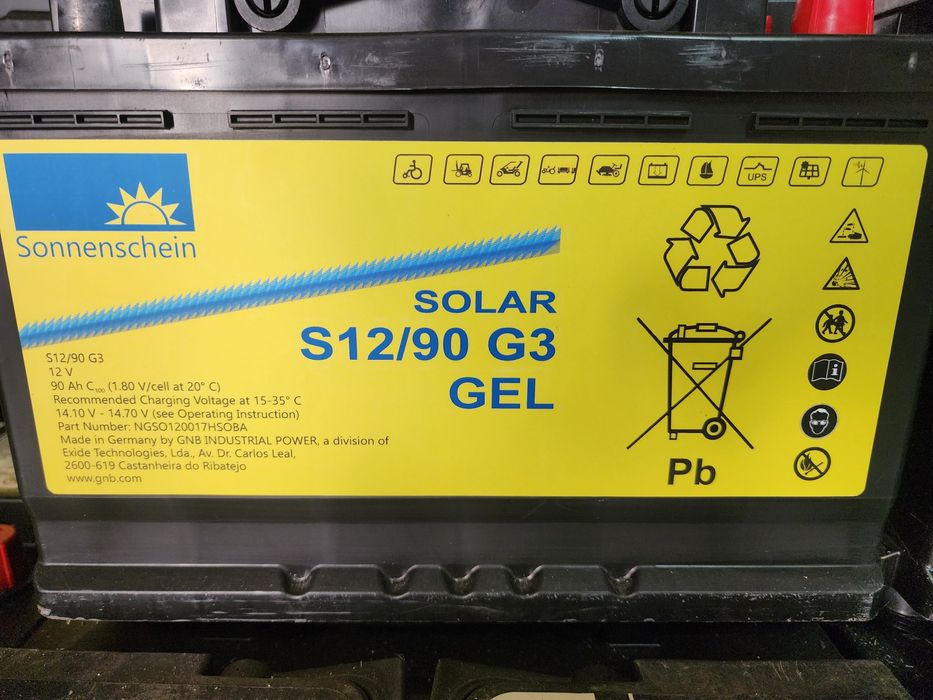 UPS
Sonnenschein
SOLAR
S12/90 G3
GEL
S12/90 G3
12 V
90 Ah C₁₀₀ (1.80 V/cell at 20° C)
Recommended Charging Voltage at 15-35° C
14.10 V - 14.70 V (see Operating Instruction)
Part Number: NGSO120017HSOBA
Made in Germany by GNB INDUSTRIAL POWER, a division of
Exide Technologies, Lda., Av. Dr. Carlos Leal,
2600-619 Castanheira do Ribatejo
www.gnb.com
Pb